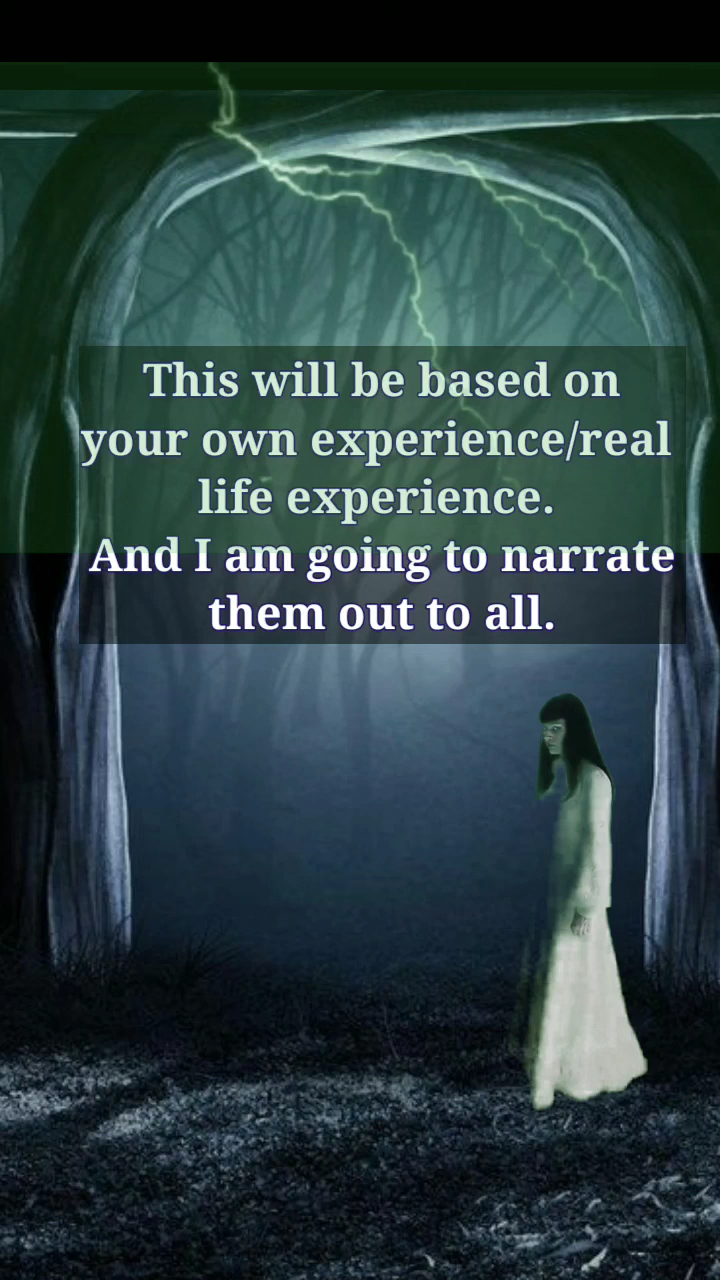 This will be based on
your own experience/real
life experience.
And I am going to narrate
them out to all.